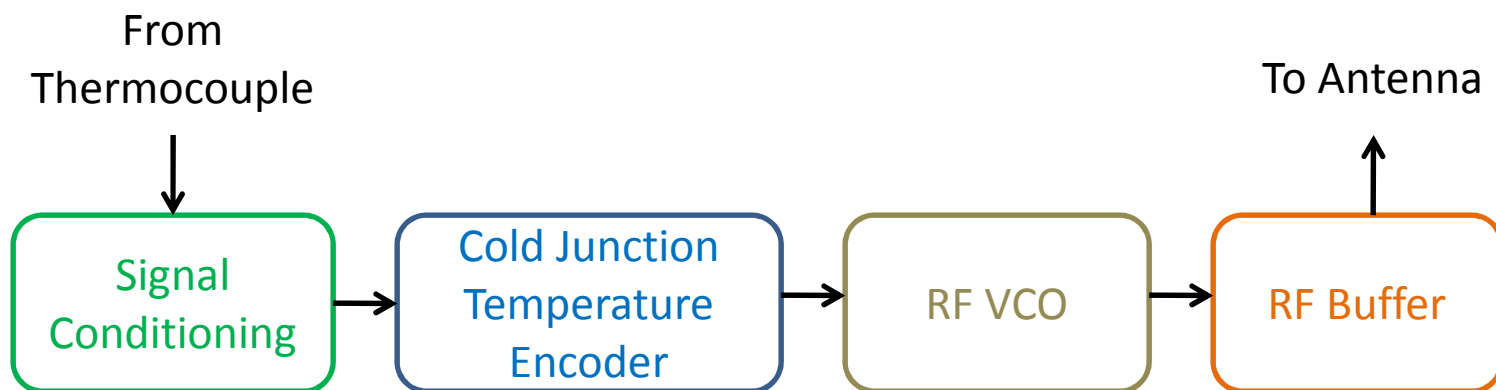 From
Thermocouple
To Antenna
Signal
Conditioning
Cold Junction
Temperature
Encoder
RF VCO
RF Buffer